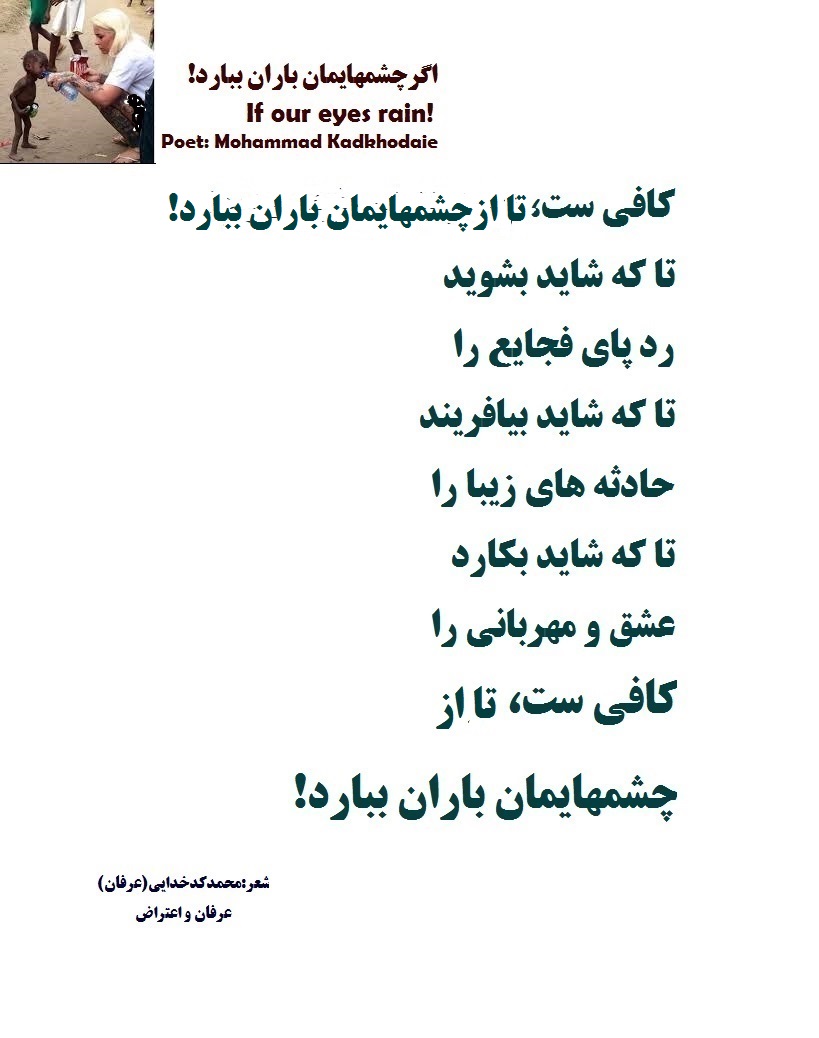 اگرچشمهایمان باران ببارد!
If our eyes rain!
Poet: Mohammad Kadkhodaie
کافی ست؛ تا ازچشمهایمان باران ببارد!
تا که شاید بشوید
رد پای فجایع را
تا که شاید بیافریند
حادثه های زیبا را
تا که شاید بکارد
عشق و مهربانی را
کافی ست، تا از
چشمهایمان باران ببارد!
شعر:محمدکدخدایی(عرفان)
عرفان و اعتراض